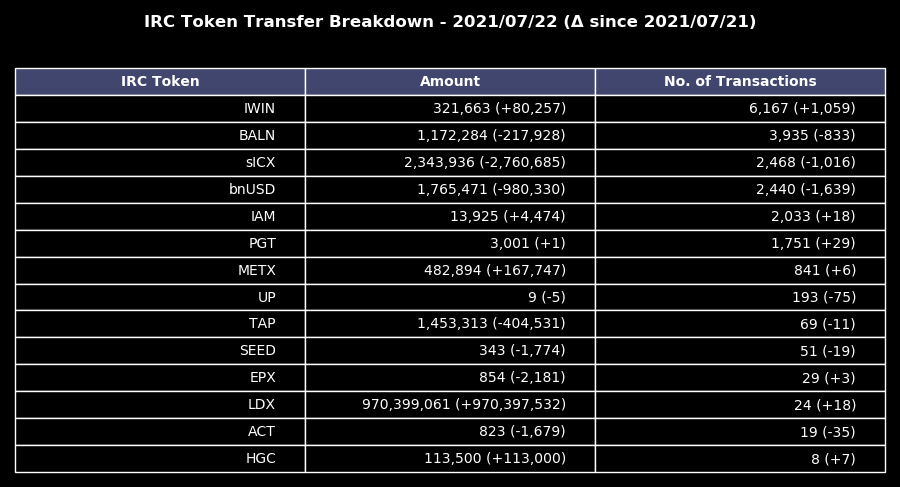 IRC Token Transfer Breakdown - 2021/07/22 (Δ since 2021/07/21)
IRC Token Amount No. of Transactions
IWIN 321,663 (+80,257) 6,167 (+1,059)
BALN 1,172,284 (-217,928) 3,935 (-833)
sICX 2,343,936 (-2,760,685) 2,468 (-1,016)
bnUSD 1,765,471 (-980,330) 2,440 (-1,639)
IAM 13,925 (+4,474) 2,033 (+18)
PGT 3,001 (+1) 1,751 (+29)
METX 482,894 (+167,747) 841 (+6)
UP 9 (-5) 193 (-75)
TAP 1,453,313 (-404,531) 69 (-11)
SEED 343 (-1,774) 51 (-19)
EPX 854 (-2,181) 29 (+3)
LDX 970,399,061 (+970,397,532) 24 (+18)
ACT 823 (-1,679) 19 (-35)
HGC 113,500 (+113,000) 8 (+7)